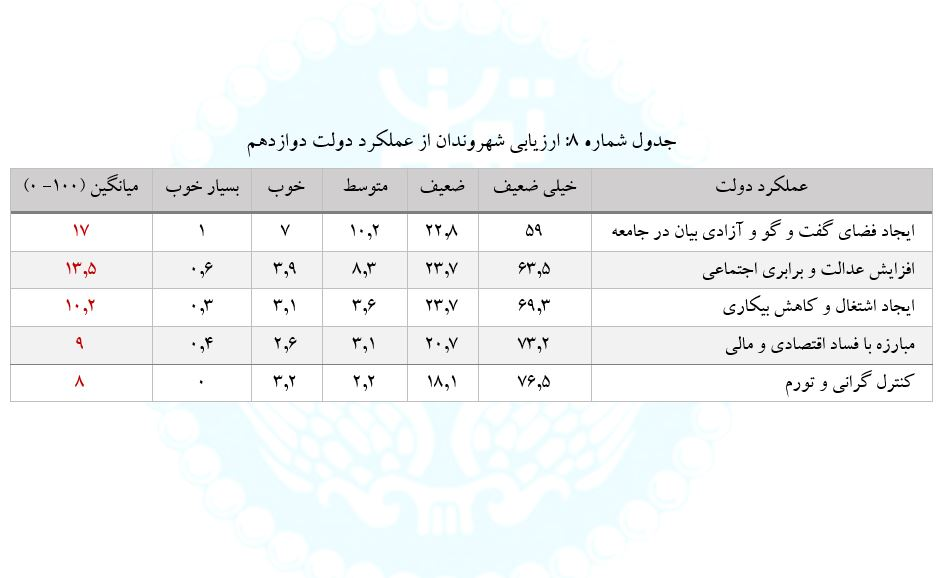 جدول شماره ۸: ارزیابی شهروندان از عملکرد دولت دوازدهم
عملکرد دولت خیلی ضعیف ضعیف متوسط خوب بسیار خوب میانگین (۱۰۰- ۰)
ایجاد فضای گفت و گو و آزادی بیان در جامعه ۵۹ ۲۲,۸ ۱۰,۲ ۷ ۱ ۱۷
افزایش عدالت و برابری اجتماعی ۶۳,۵ ۲۳,۷ ۸,۳ ۳,۹ ۰,۶ ۱۳,۵
ایجاد اشتغال و کاهش بیکاری ۶۹,۳ ۲۳,۷ ۳,۶ ۳,۱ ۰,۳ ۱۰,۲
مبارزه با فساد اقتصادی و مالی ۷۳,۲ ۲۰,۷ ۳,۱ ۲,۶ ۰,۴ ۹
کنترل گرانی و تورم ۷۶,۵ ۱۸,۱ ۲,۲ ۳,۲ ۰ ۸